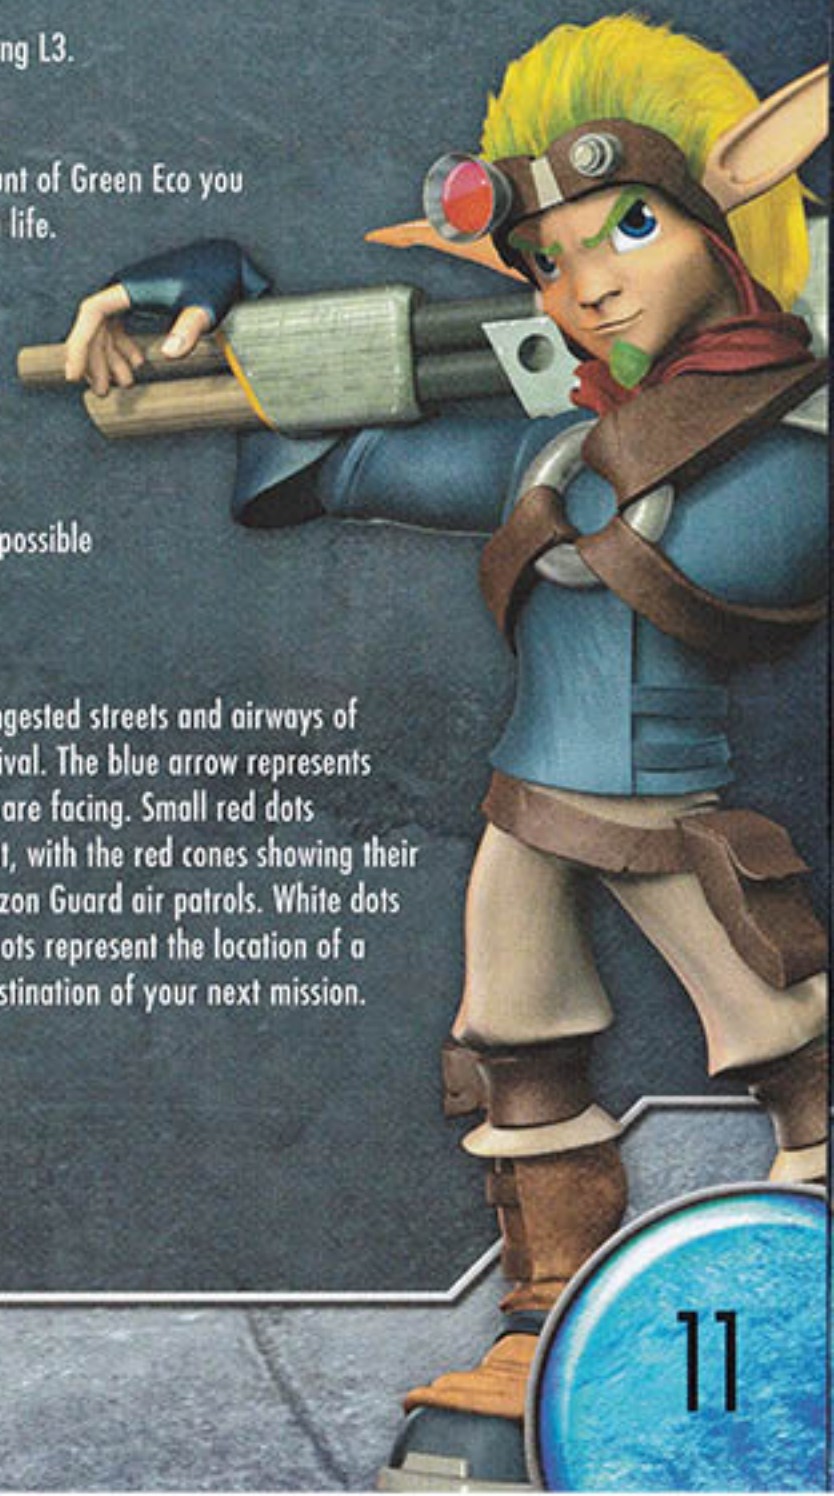 ng L3.
unt of Green Eco you
life.
possible
ngested streets and airways of
ival. The blue arrow represents
are facing. Small red dots
t, with the red cones showing their
zon Guard air patrols. White dots
ots represent the location of a
stination of your next mission.
11